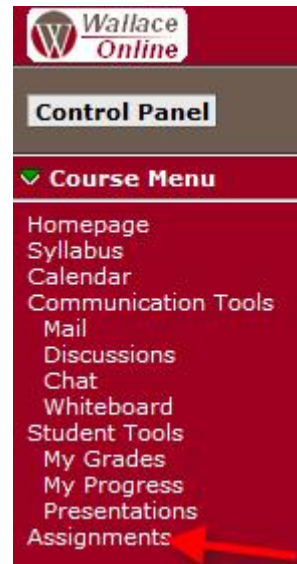 Wallace
Online
Control Panel
Course Menu
Homepage
Syllabus
Calendar
Communication Tools
Mail
Discussions
Chat
Whiteboard
Student Tools
My Grades
My Progress
Presentations
Assignments